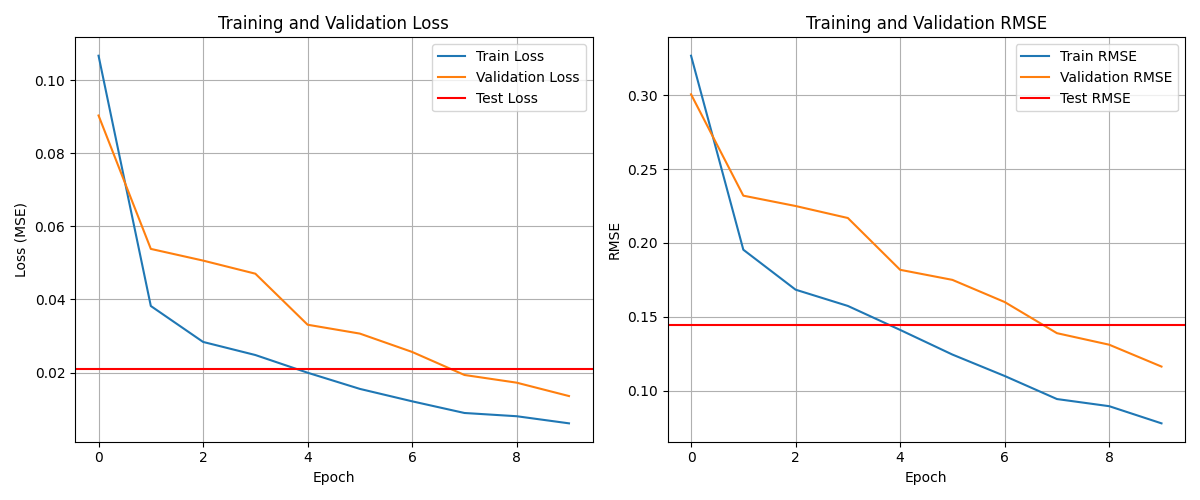 Training and Validation Loss
Train Loss
Validation Loss
Test Loss
Loss (MSE)
0.10
0.08
0.06
0.04
0.02
0 2 4 6 8
Epoch
Training and Validation RMSE
Train RMSE
Validation RMSE
Test RMSE
RMSE
0.30
0.25
0.20
0.15
0.10
0 2 4 6 8
Epoch